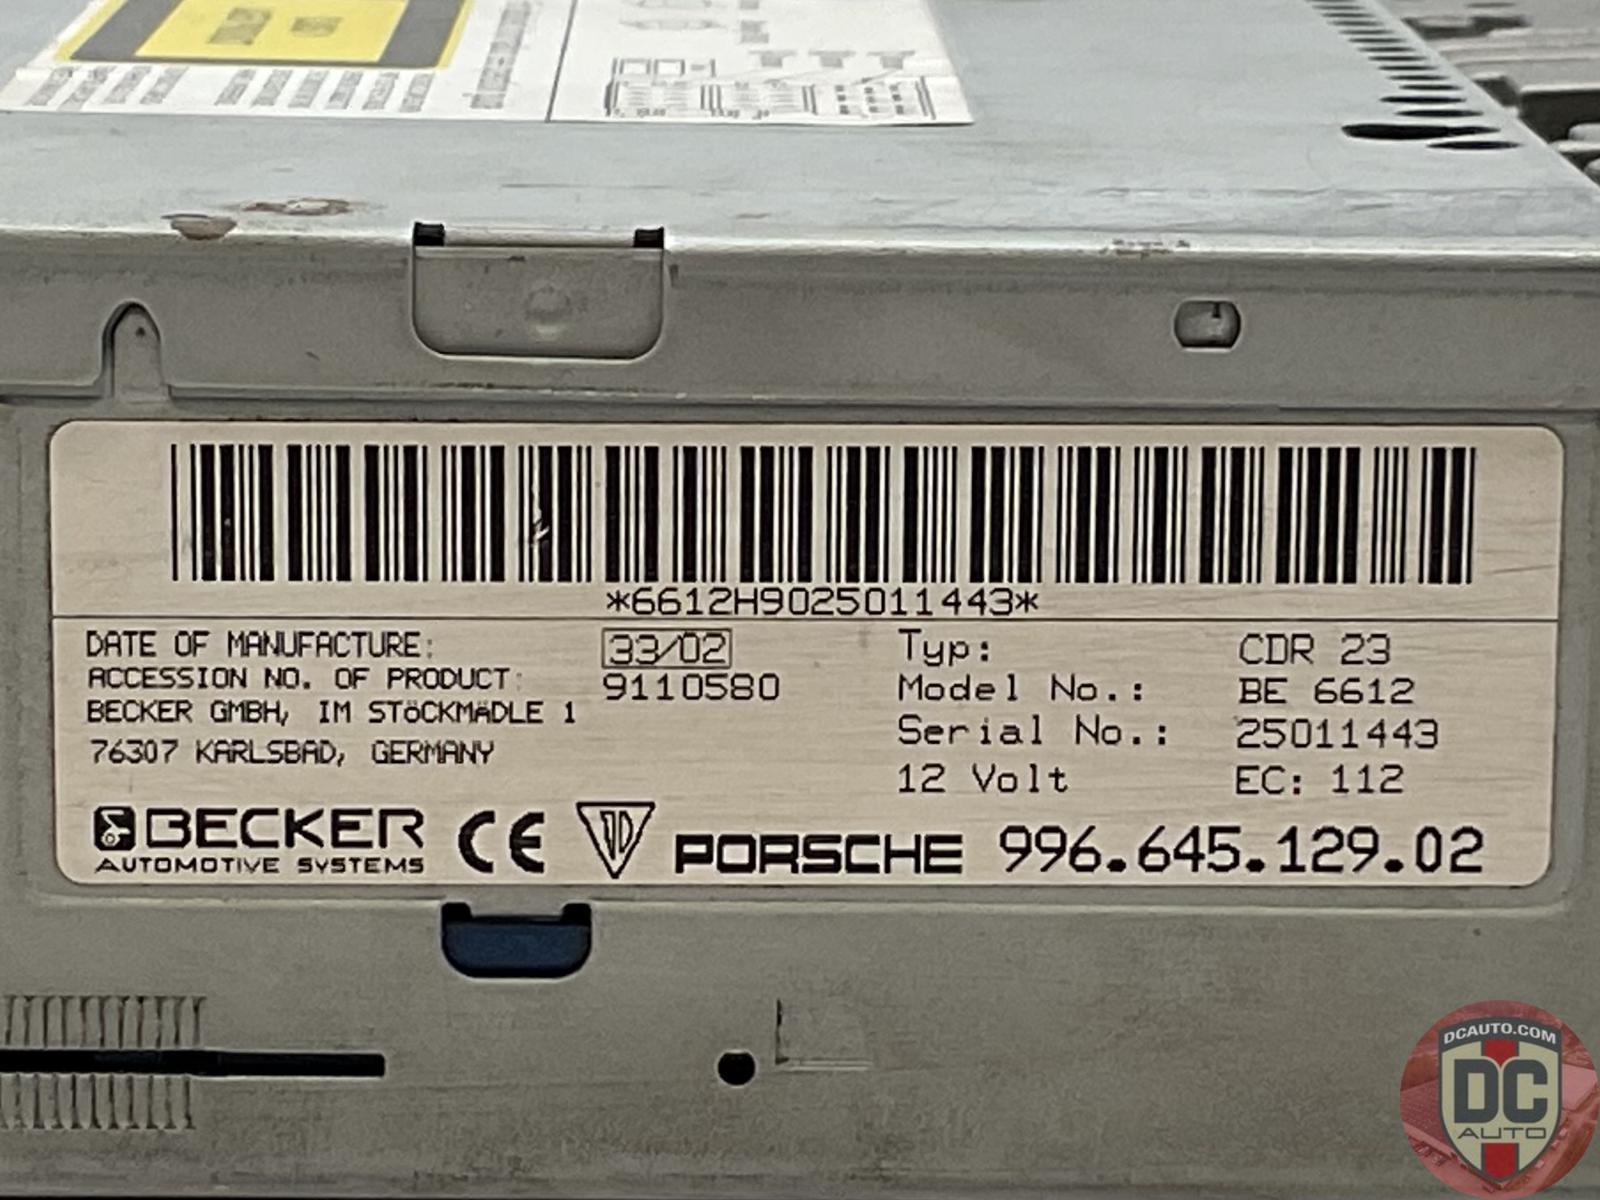 *6612H9025011443*
DATE OF MANUFACTURE: 33/02
ACCESSION NO. OF PRODUCT: 9110580
BECKER GMBH, IM STöCKMADLE 1
76307 KARLSBAD, GERMANY
Typ: CDR 23
Model No.: BE 6612
Serial No.: 25011443
12 Volt EC: 112
BECKER
AUTOMOTIVE SYSTEMS
CE
PORSCHE 996.645.129.02
DCAUTO.COM
DC
AUTO